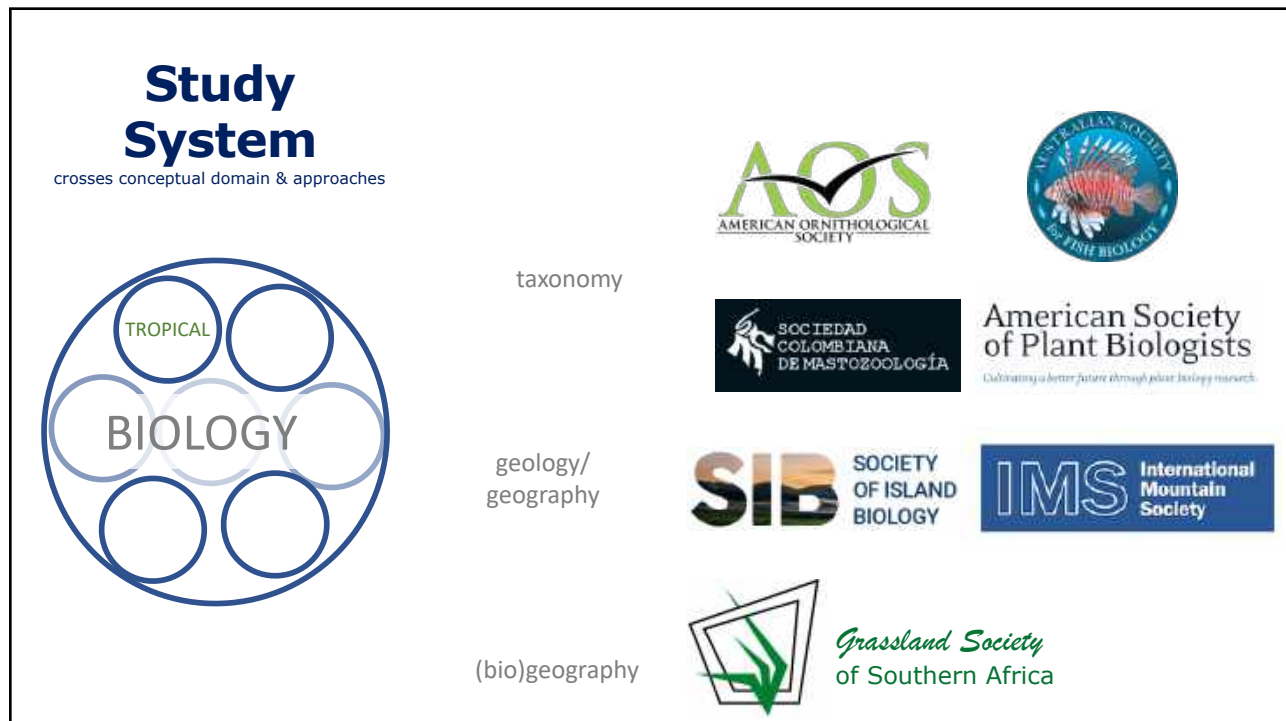 Study
System
crosses conceptual domain & approaches
TROPICAL
BIOLOGY
taxonomy
AOS
AMERICAN ORNITHOLOGICAL
SOCIETY
AUSTRALIAN SOCIETY
for FISH BIOLOGY
SOCIEDAD
COLOMBIANA
DE MASTOZOOLOGÍA
American Society
of Plant Biologists
Cultivating a better future through plant biology research
geology/
geography
SIB
SOCIETY
OF ISLAND
BIOLOGY
IMS
International
Mountain
Society
(bio)geography
Grassland Society
of Southern Africa